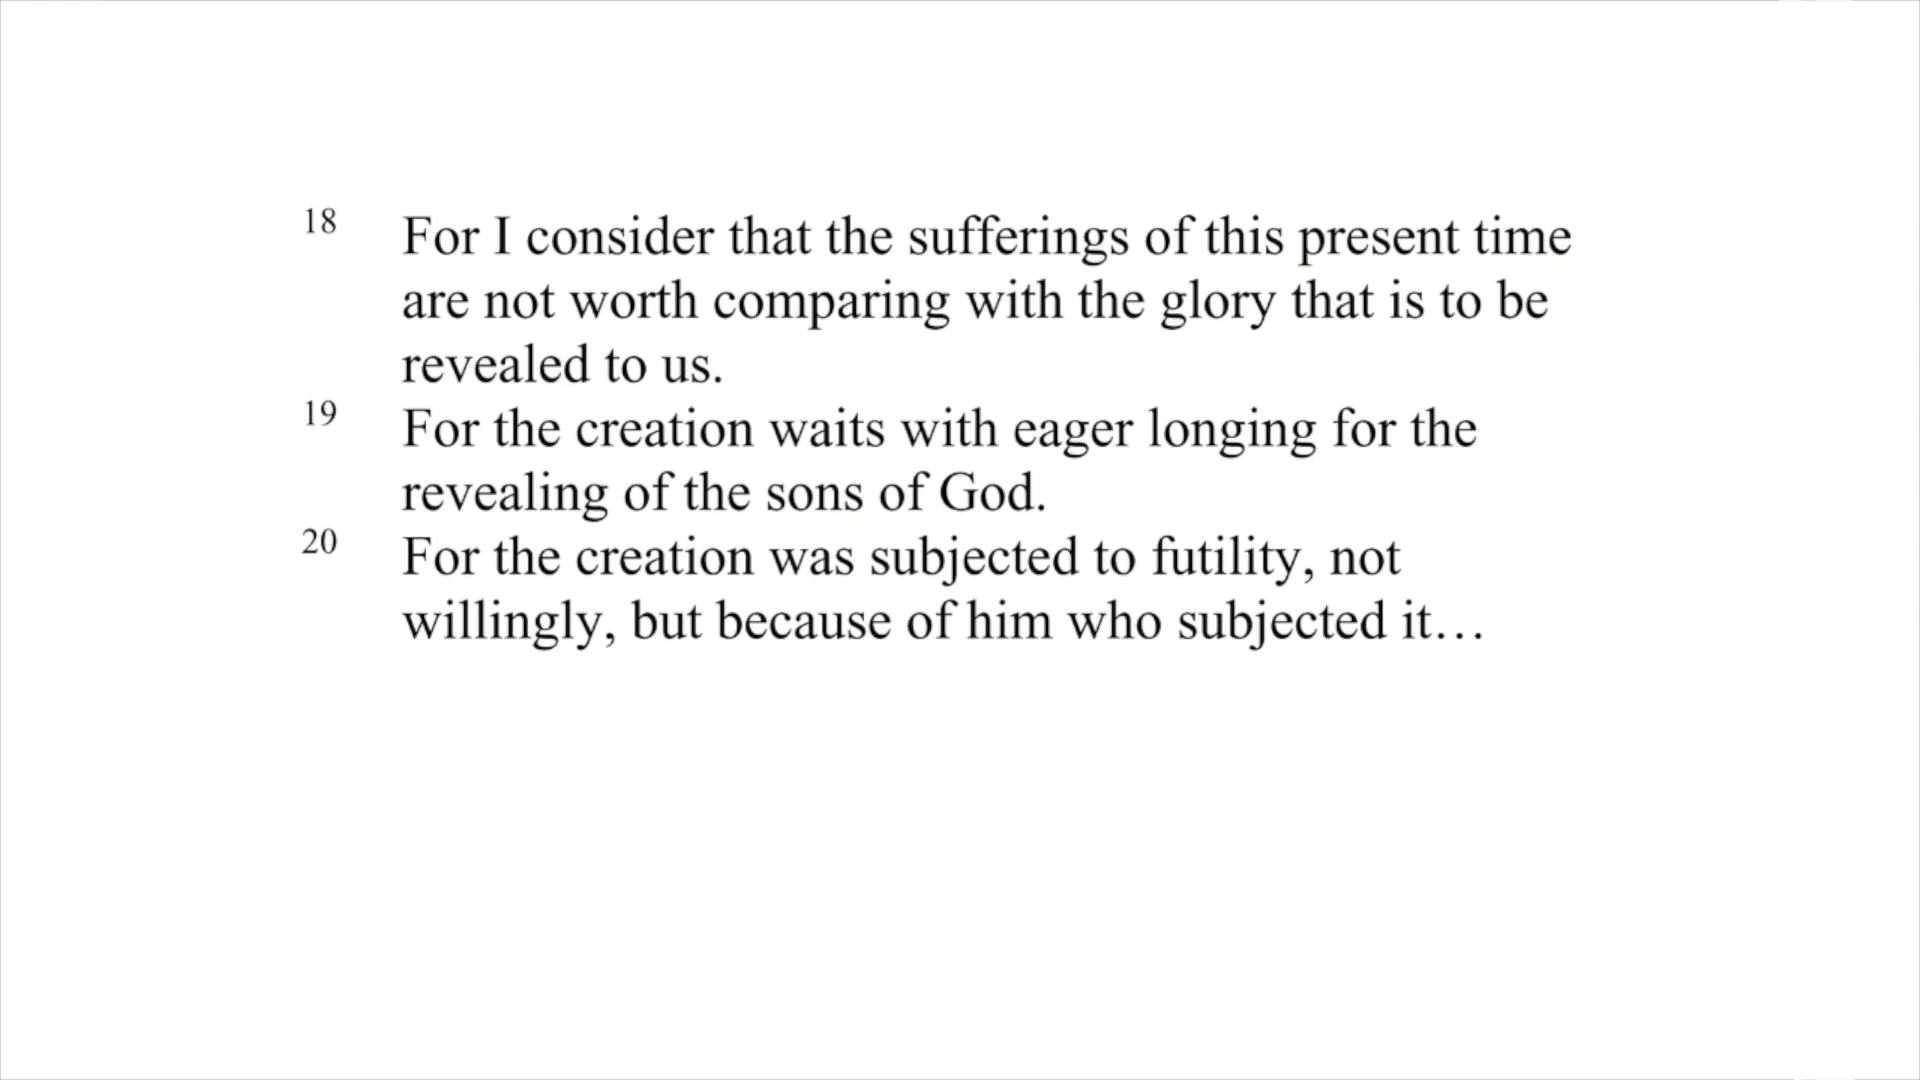 18 For I consider that the sufferings of this present time
are not worth comparing with the glory that is to be
revealed to us.
19 For the creation waits with eager longing for the
revealing of the sons of God.
20 For the creation was subjected to futility, not
willingly, but because of him who subjected it…